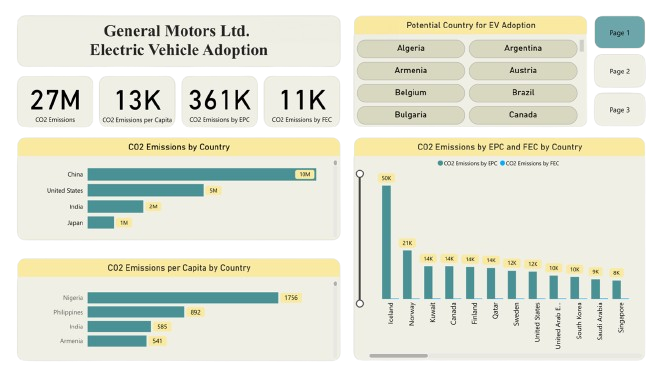 General Motors Ltd.
Electric Vehicle Adoption
27M
CO2 Emissions
13K
CO2 Emissions per Capita
361K
CO2 Emissions by EPC
11K
CO2 Emissions by FEC
Potential Country for EV Adoption
Algeria
Argentina
Armenia
Austria
Belgium
Brazil
Bulgaria
Canada
Page 1
Page 2
Page 3
CO2 Emissions by Country
China
10M
United States
5M
India
2M
Japan
1M
CO2 Emissions per Capita by Country
Nigeria
1756
Philippines
892
India
585
Armenia
541
CO2 Emissions by EPC and FEC by Country
CO2 Emissions by EPC
CO2 Emissions by FEC
50K
21K
14K
14K
14K
14K
12K
12K
10K
10K
9K
8K
Iceland
Norway
Kuwait
Canada
Finland
Qatar
Sweden
United States
United Arab E...
South Korea
Saudi Arabia
Singapore